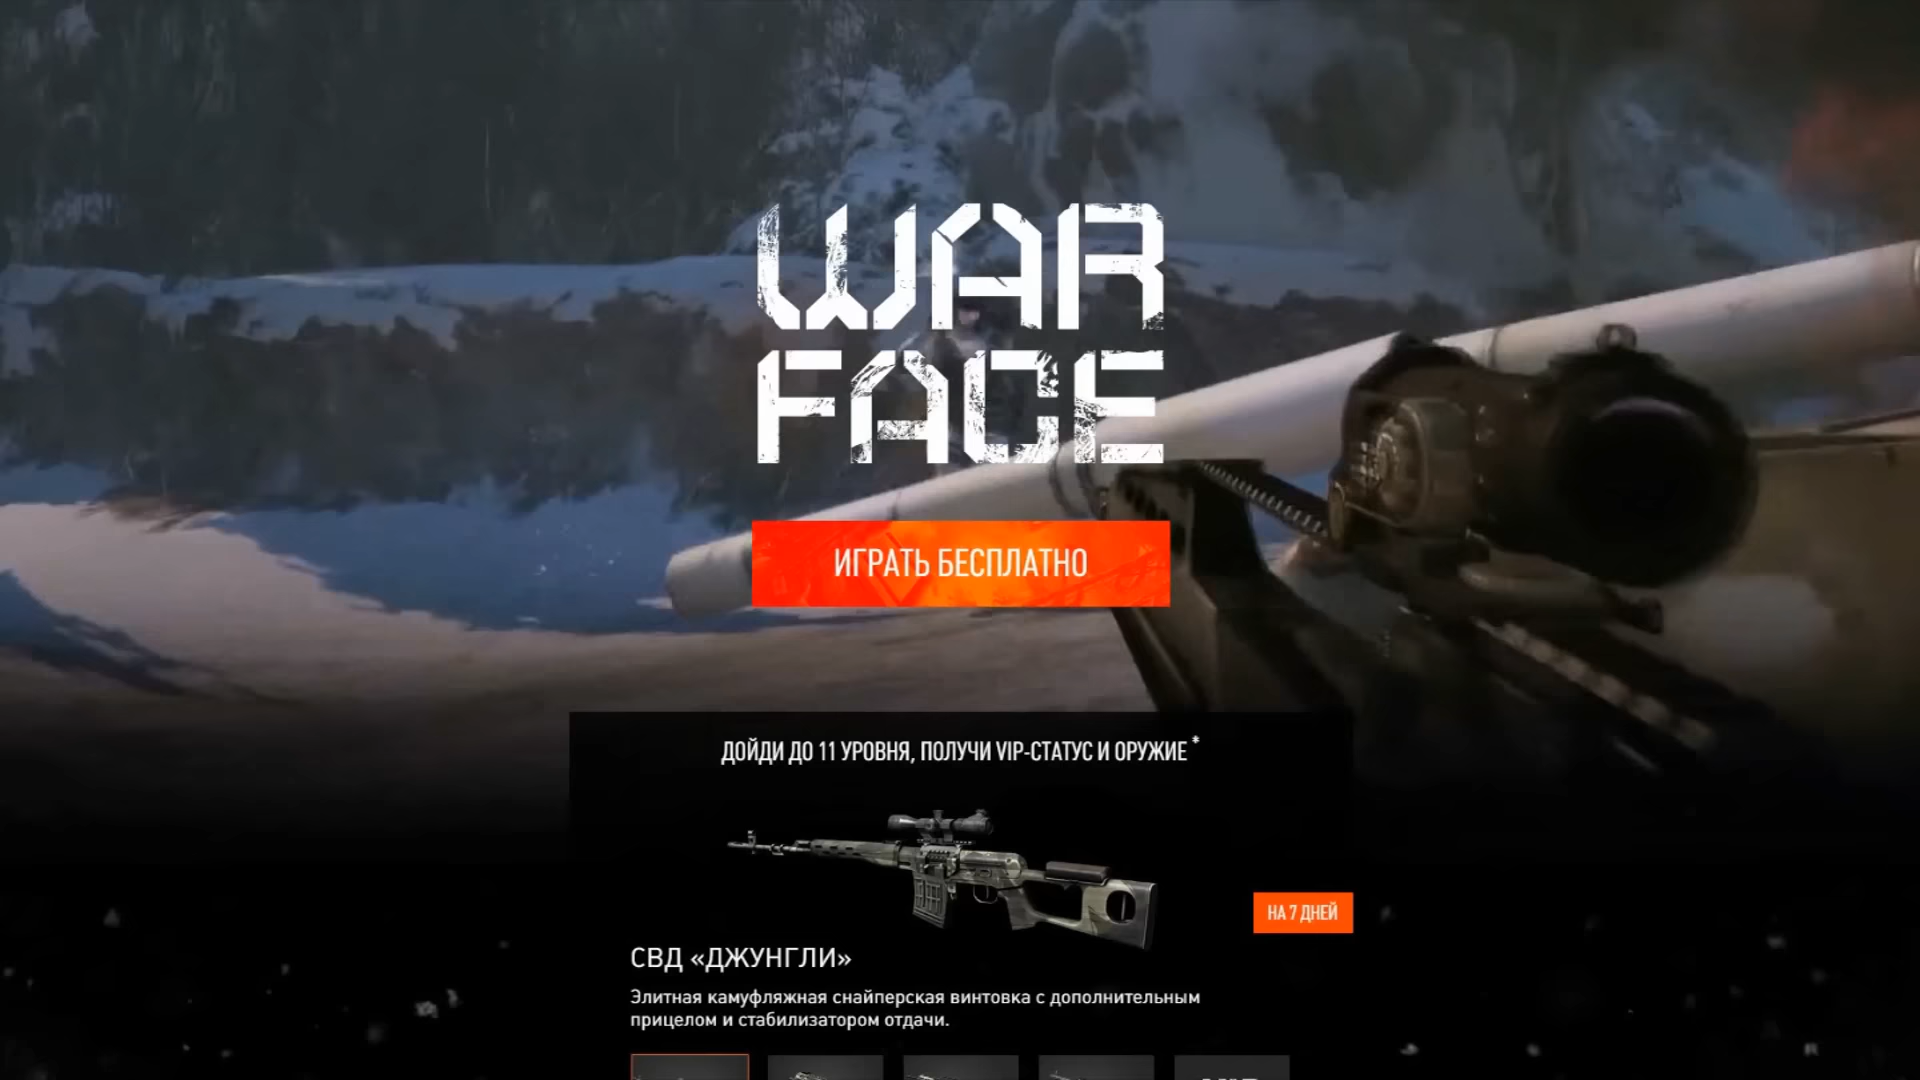 WAR
FACE
ИГРАТЬ БЕСПЛАТНО
ДОЙДИ ДО 11 УРОВНЯ, ПОЛУЧИ VIP-СТАТУС И ОРУЖИЕ *
НА 7 ДНЕЙ
СВД «ДЖУНГЛИ»
Элитная камуфляжная снайперская винтовка с дополнительным
прицелом и стабилизатором отдачи.